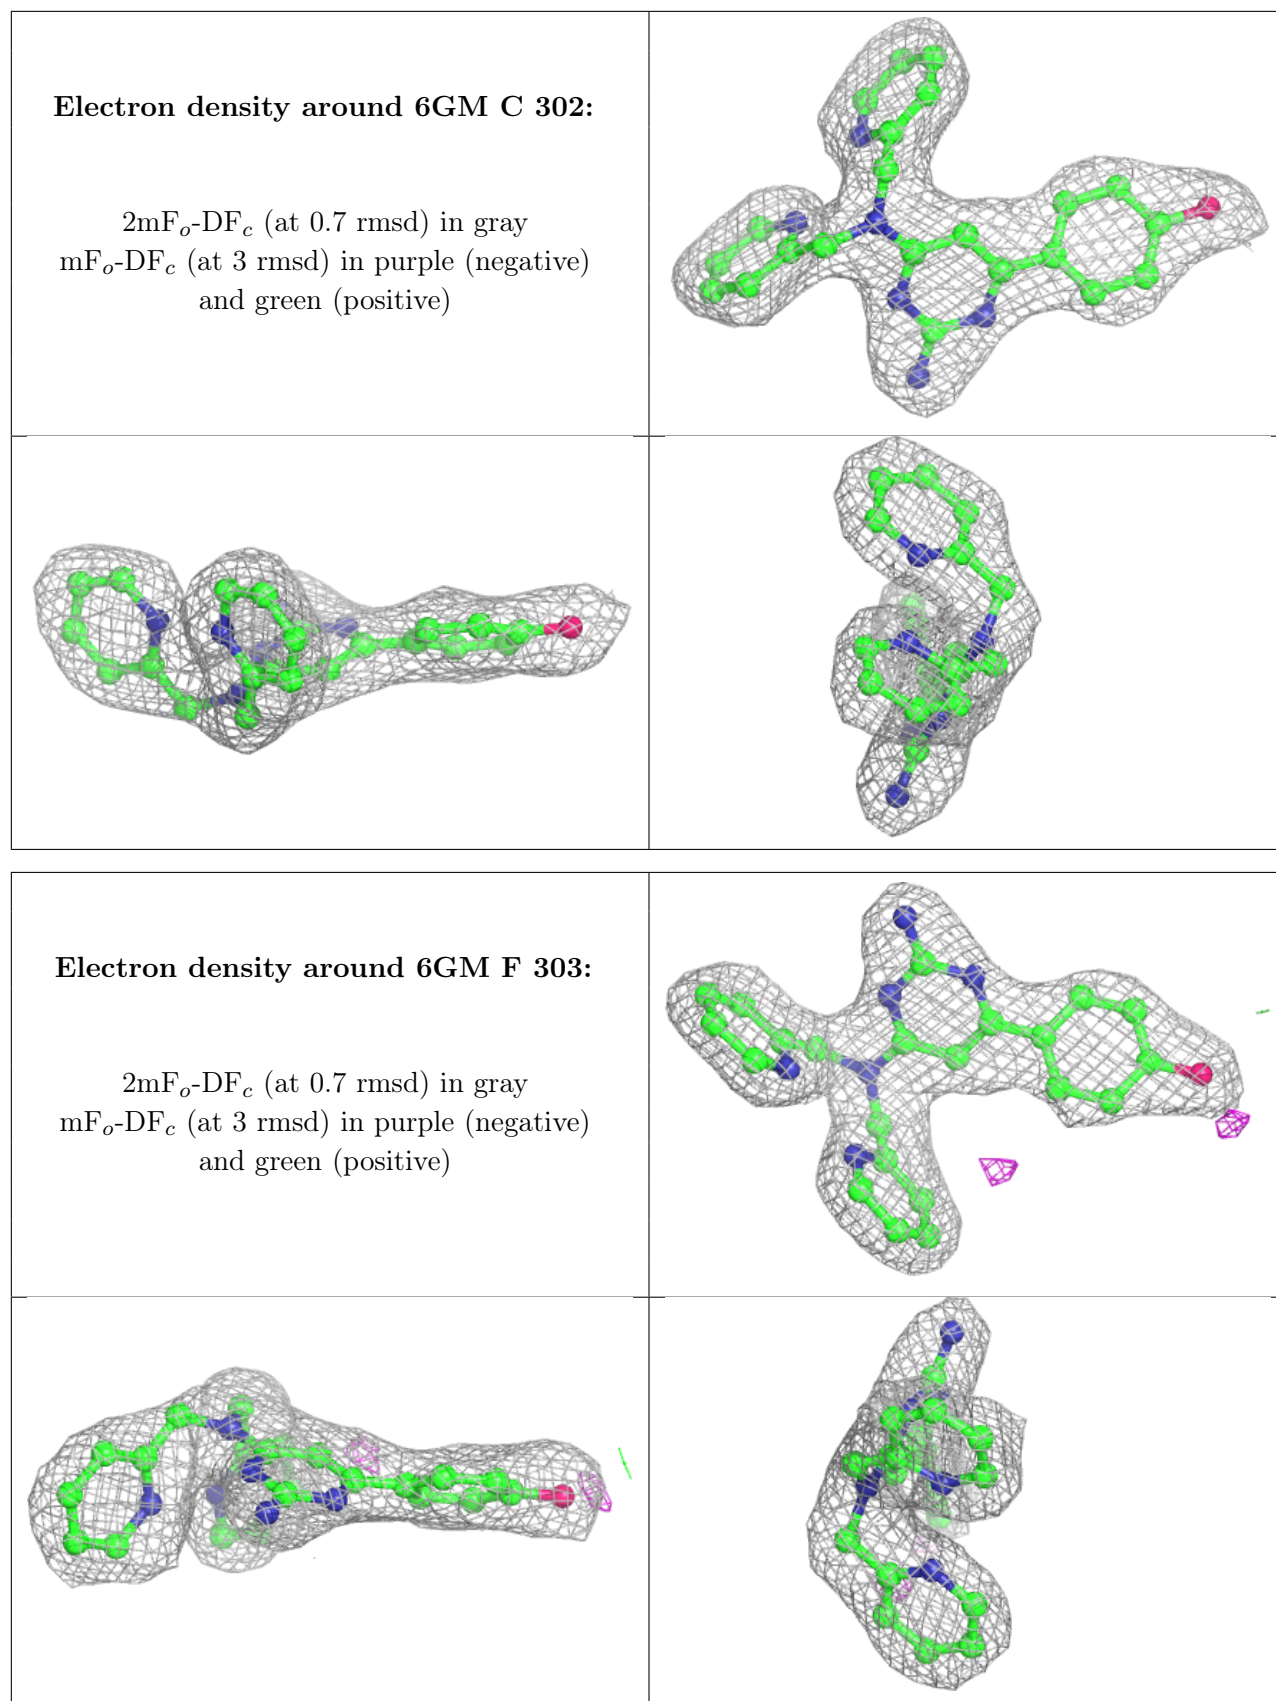 Electron density around 6GM C 302:
2mFo-DFc (at 0.7 rmsd) in gray
mFo-DFc (at 3 rmsd) in purple (negative)
and green (positive)
Electron density around 6GM F 303:
2mFo-DFc (at 0.7 rmsd) in gray
mFo-DFc (at 3 rmsd) in purple (negative)
and green (positive)